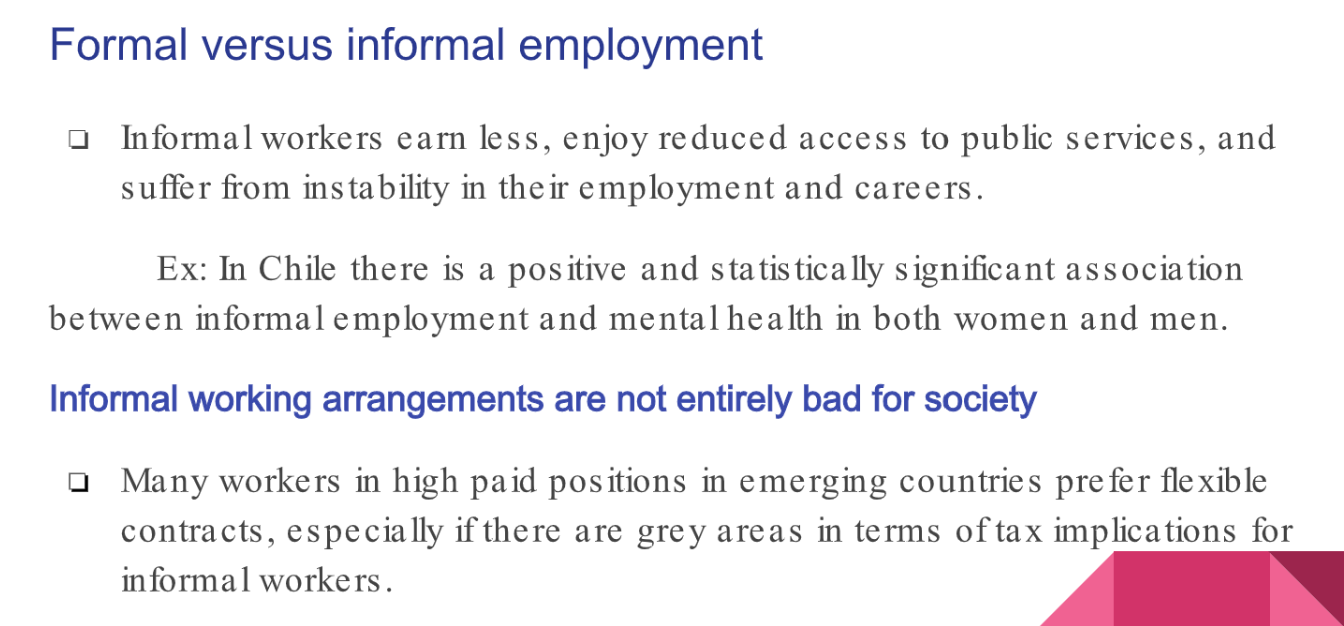 Formal versus informal employment
❏ Informal workers earn less, enjoy reduced access to public services, and
suffer from instability in their employment and careers.
Ex: In Chile there is a positive and statistically significant association
between informal employment and mental health in both women and men.
Informal working arrangements are not entirely bad for society
❏ Many workers in high paid positions in emerging countries prefer flexible
contracts, especially if there are grey areas in terms of tax implications for
informal workers.